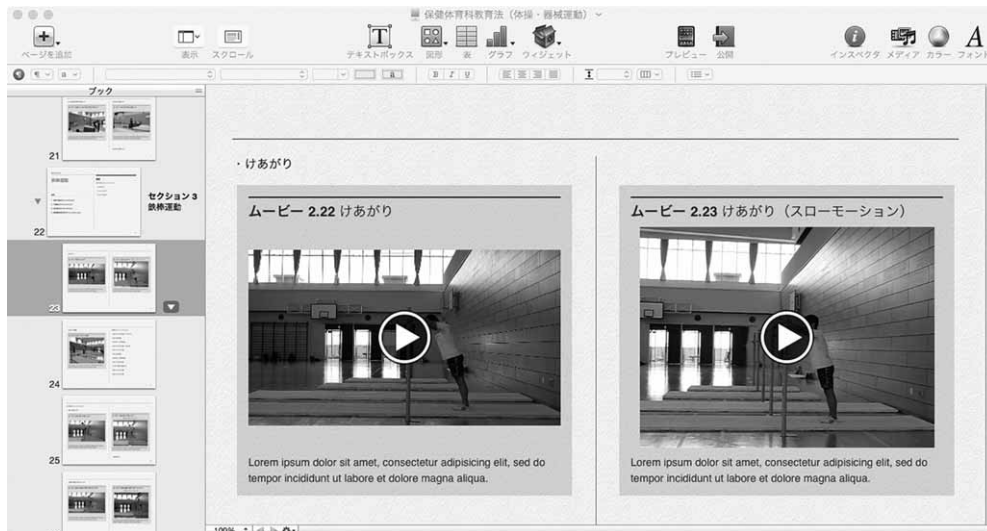 保健体育科教育法（体操・器械運動）
ページを追加
表示
スクロール
テキストボックス
図形
表
グラフ
ウィジェット
プレビュー
公開
インスペクタ
メディア
カラー
フォント
a
a
B I U
T
ブック
21
セクション 3
鉄棒運動
22
23
24
25
・けあがり
ムービー 2.22 けあがり
Lorem ipsum dolor sit amet, consectetur adipisicing elit, sed do
tempor incididunt ut labore et dolore magna aliqua.
ムービー 2.23 けあがり（スローモーション）
Lorem ipsum dolor sit amet, consectetur adipisicing elit, sed do
tempor incididunt ut labore et dolore magna aliqua.
100%